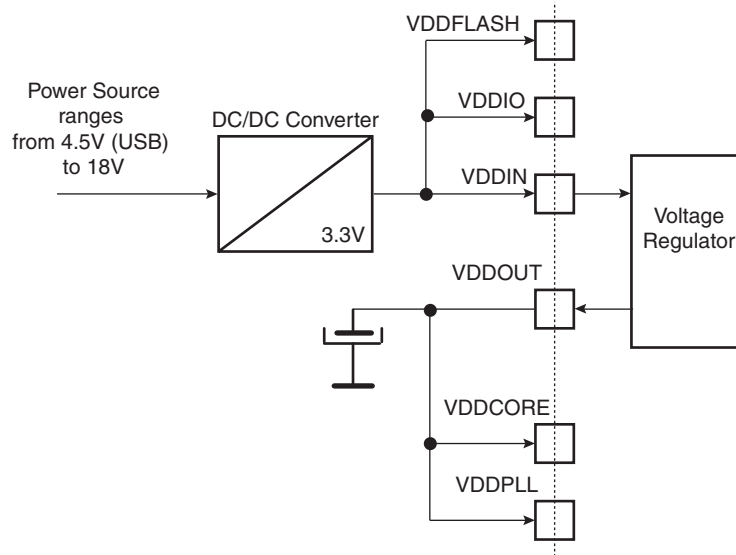 VDDFLASH
Power Source
ranges
from 4.5V (USB)
to 18V
DC/DC Converter
VDDIO
VDDIN
3.3V
Voltage
Regulator
VDDOUT
VDDCORE
VDDPLL